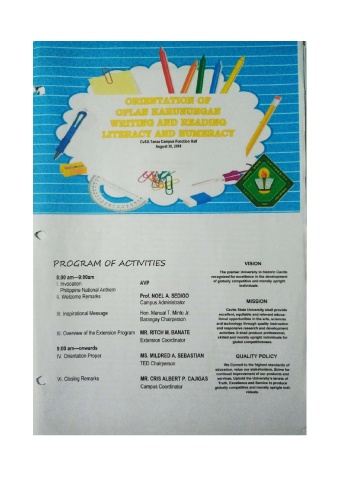 ORIENTATION OF
OPLAN KARUNUNGAN
WRITING AND READING
LITERACY AND NUMERACY
CvSU-Tanza Campus Function Hall
August 30, 2018
PROGRAM OF ACTIVITIES
8:00 am—9:00am
I. Invocation AVP
Philippine National Anthem
II. Welcome Remarks Prof. NOEL A. SEDIGO
Campus Administrator
III. Inspirational Message Hon. Manuel T. Minto Jr.
Barangay Chairperson
III. Overview of the Extension Program MR. RITCH M. BANATE
Extension Coordinator
9:00 am—onwards
IV. Orientation Proper MS. MILDRED A. SEBASTIAN
TED Chairperson
VI. Closing Remarks MR. CRIS ALBERT P. CAJIGAS
Campus Coordinator
VISION
The premier University in historic Cavite
recognized for excellence in the development
of globally competitive and morally upright
individuals.
MISSION
Cavite State University shall provide
excellent, equitable and relevant educa-
tional opportunities in the arts, sciences
and technology through quality instruction
and responsive research and development
activities. It shall produce professional,
skilled and morally upright individuals for
global competitiveness.
QUALITY POLICY
We Commit to the highest standards of
education, value our stakeholders, Strive for
continual improvement of our products and
services, Uphold the University's tenets of
Truth, Excellence and Service to produce
globally competitive and morally upright indi-
viduals.